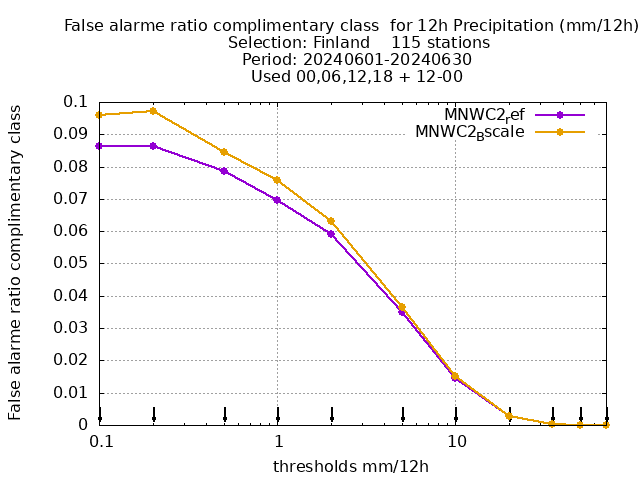 False alarme ratio complimentary class  for 12h Precipitation (mm/12h)
Selection: Finland    115 stations
Period: 20240601-20240630
Used 00,06,12,18 + 12-00
MNWC2ref
MNWC2Bscale
False alarme ratio complimentary class
0.1
0.09
0.08
0.07
0.06
0.05
0.04
0.03
0.02
0.01
0
0.1 1 10
thresholds mm/12h